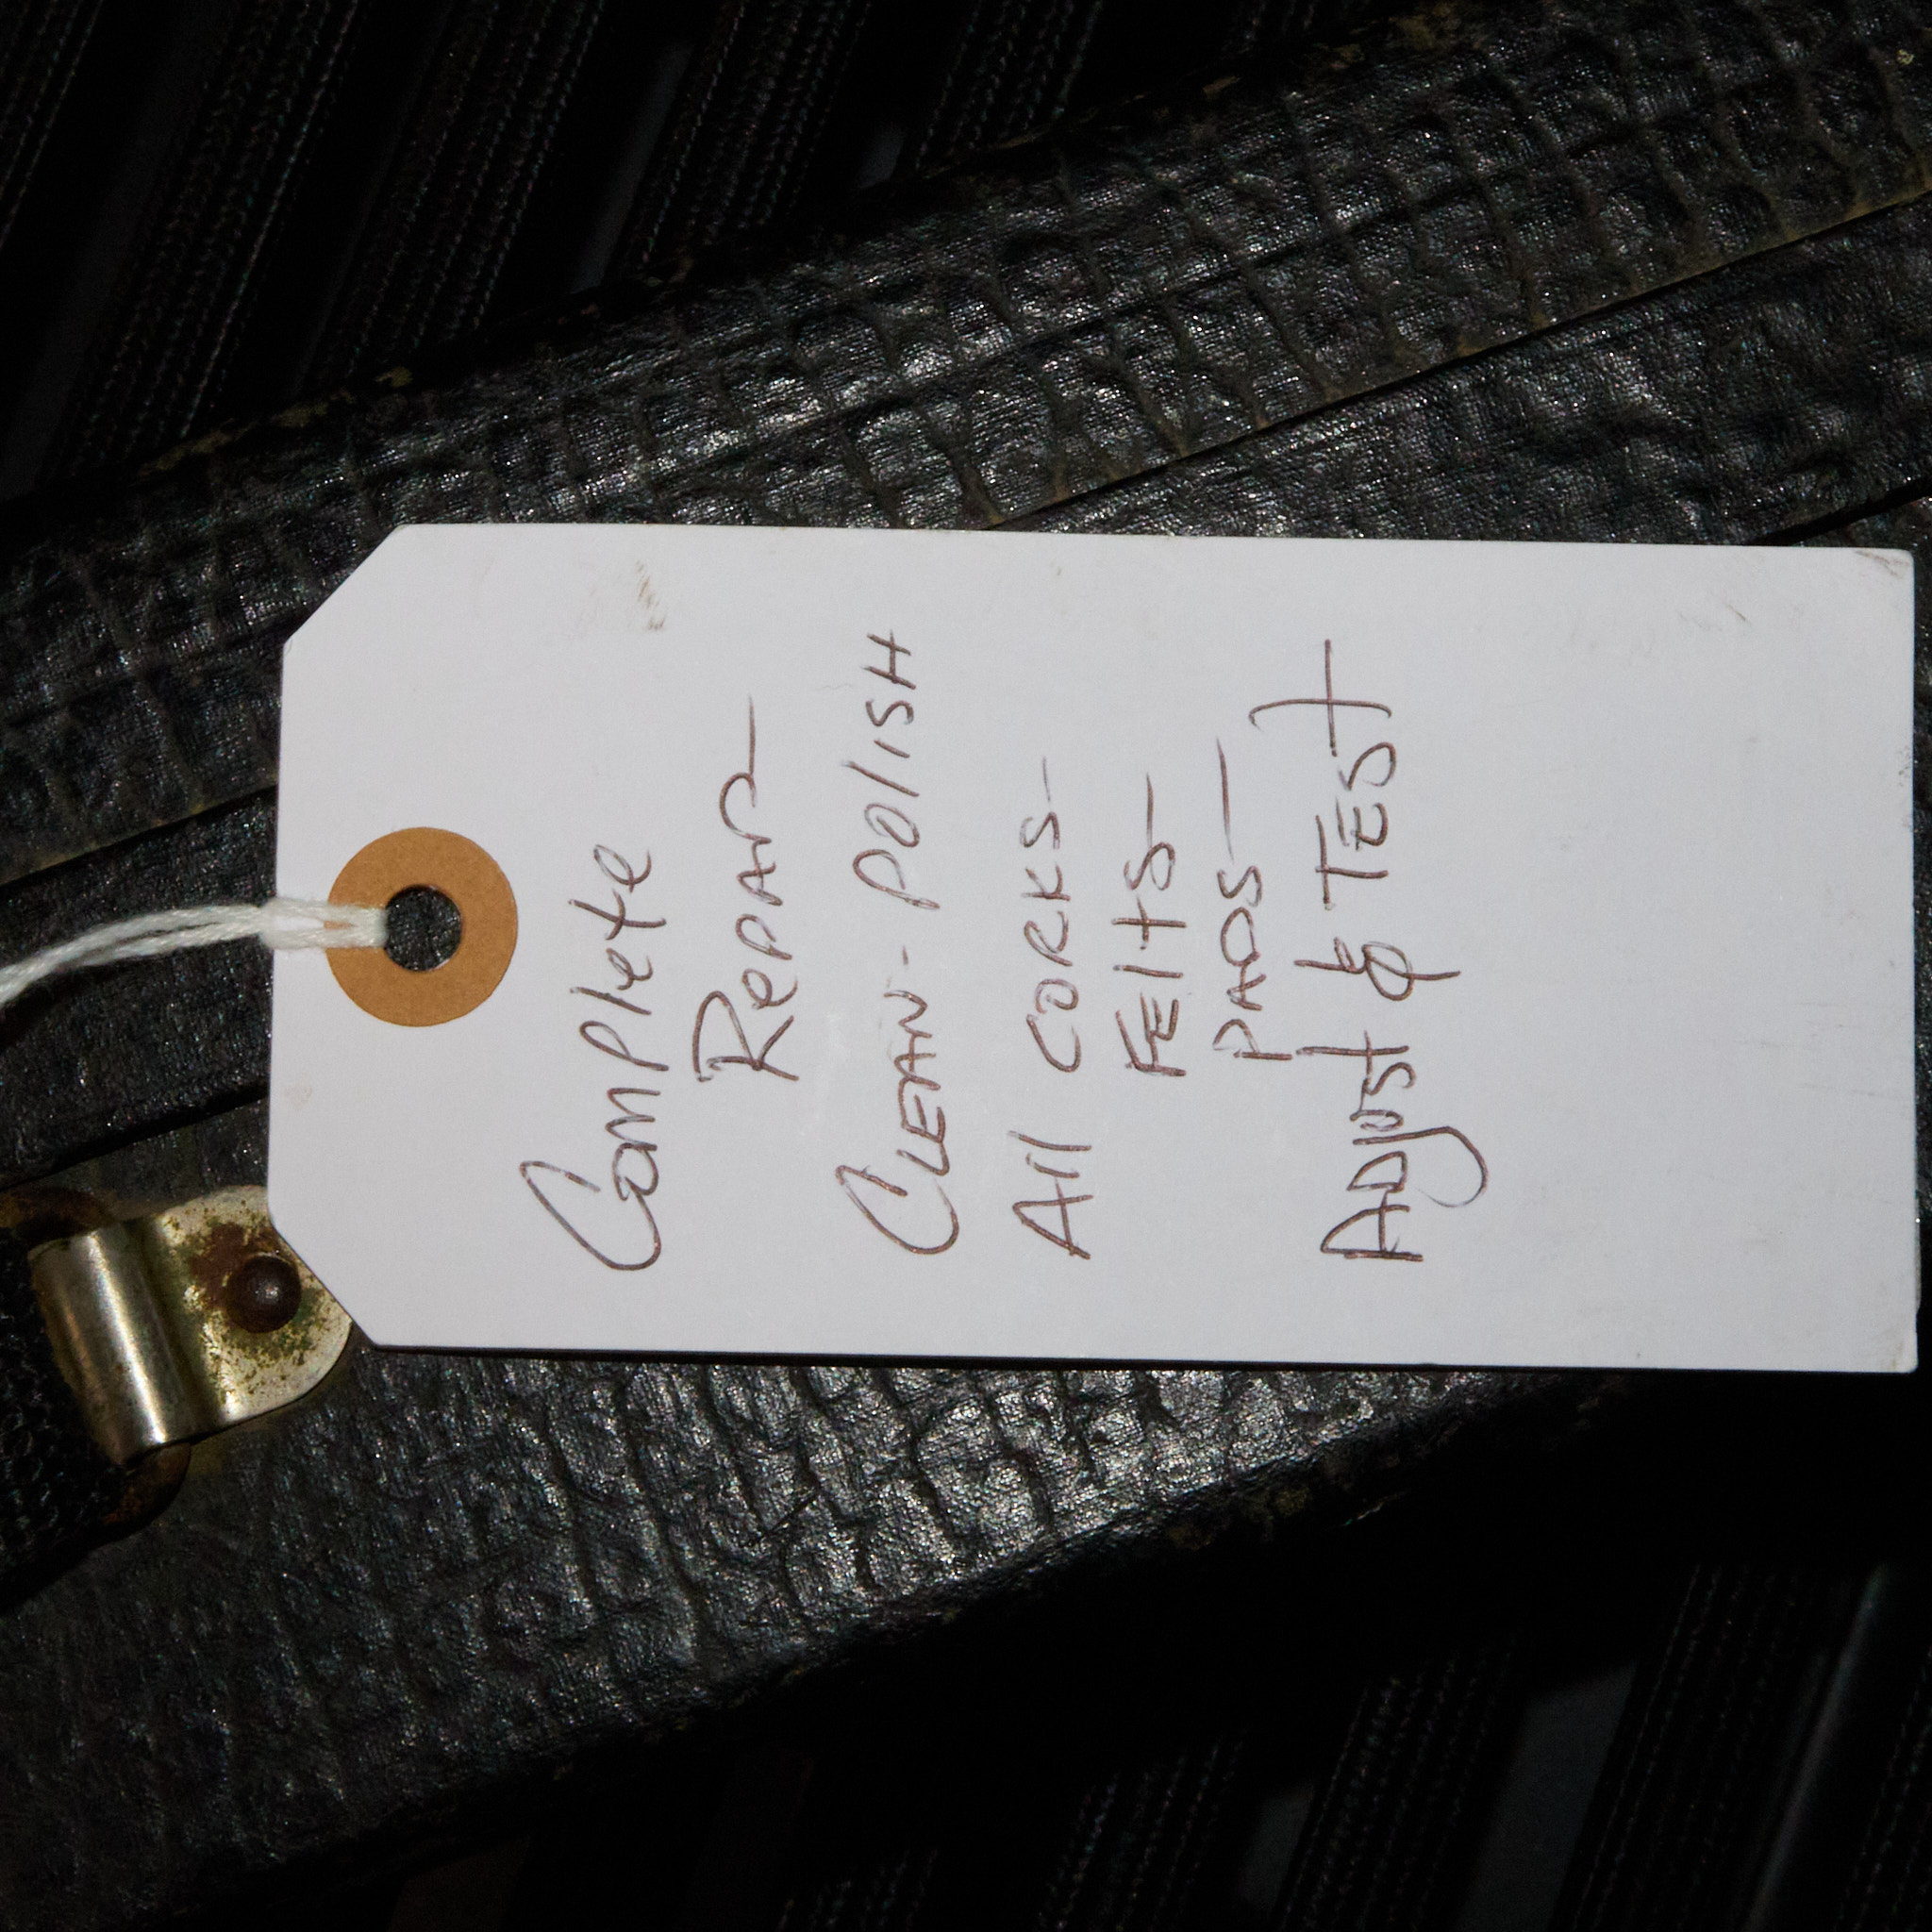 Complete
Repair-
Clean - Polish
All Corks-
Felts-
Pads-
Adjust & Test